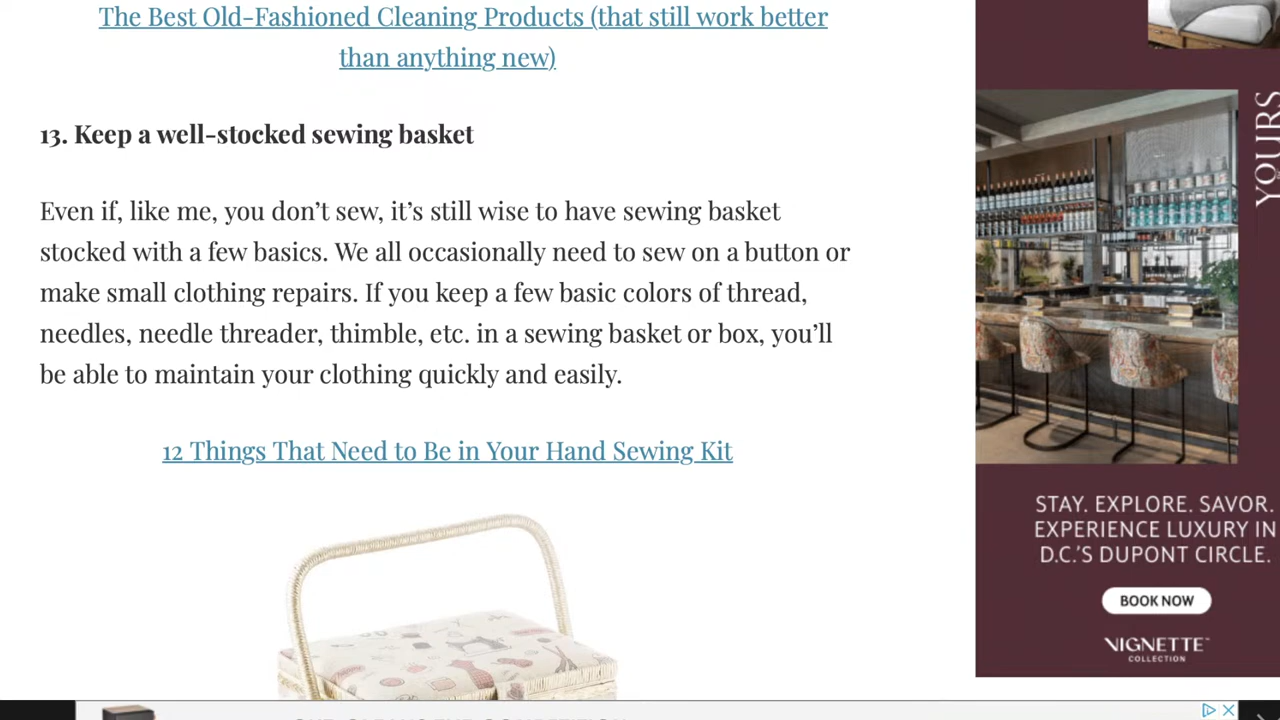 The Best Old-Fashioned Cleaning Products (that still work better
than anything new)
13. Keep a well-stocked sewing basket
Even if, like me, you don’t sew, it’s still wise to have sewing basket
stocked with a few basics. We all occasionally need to sew on a button or
make small clothing repairs. If you keep a few basic colors of thread,
needles, needle threader, thimble, etc. in a sewing basket or box, you’ll
be able to maintain your clothing quickly and easily.
12 Things That Need to Be in Your Hand Sewing Kit
YOURS
STAY. EXPLORE. SAVOR.
EXPERIENCE LUXURY IN
D.C.’S DUPONT CIRCLE.
BOOK NOW
VIGNETTE
COLLECTION